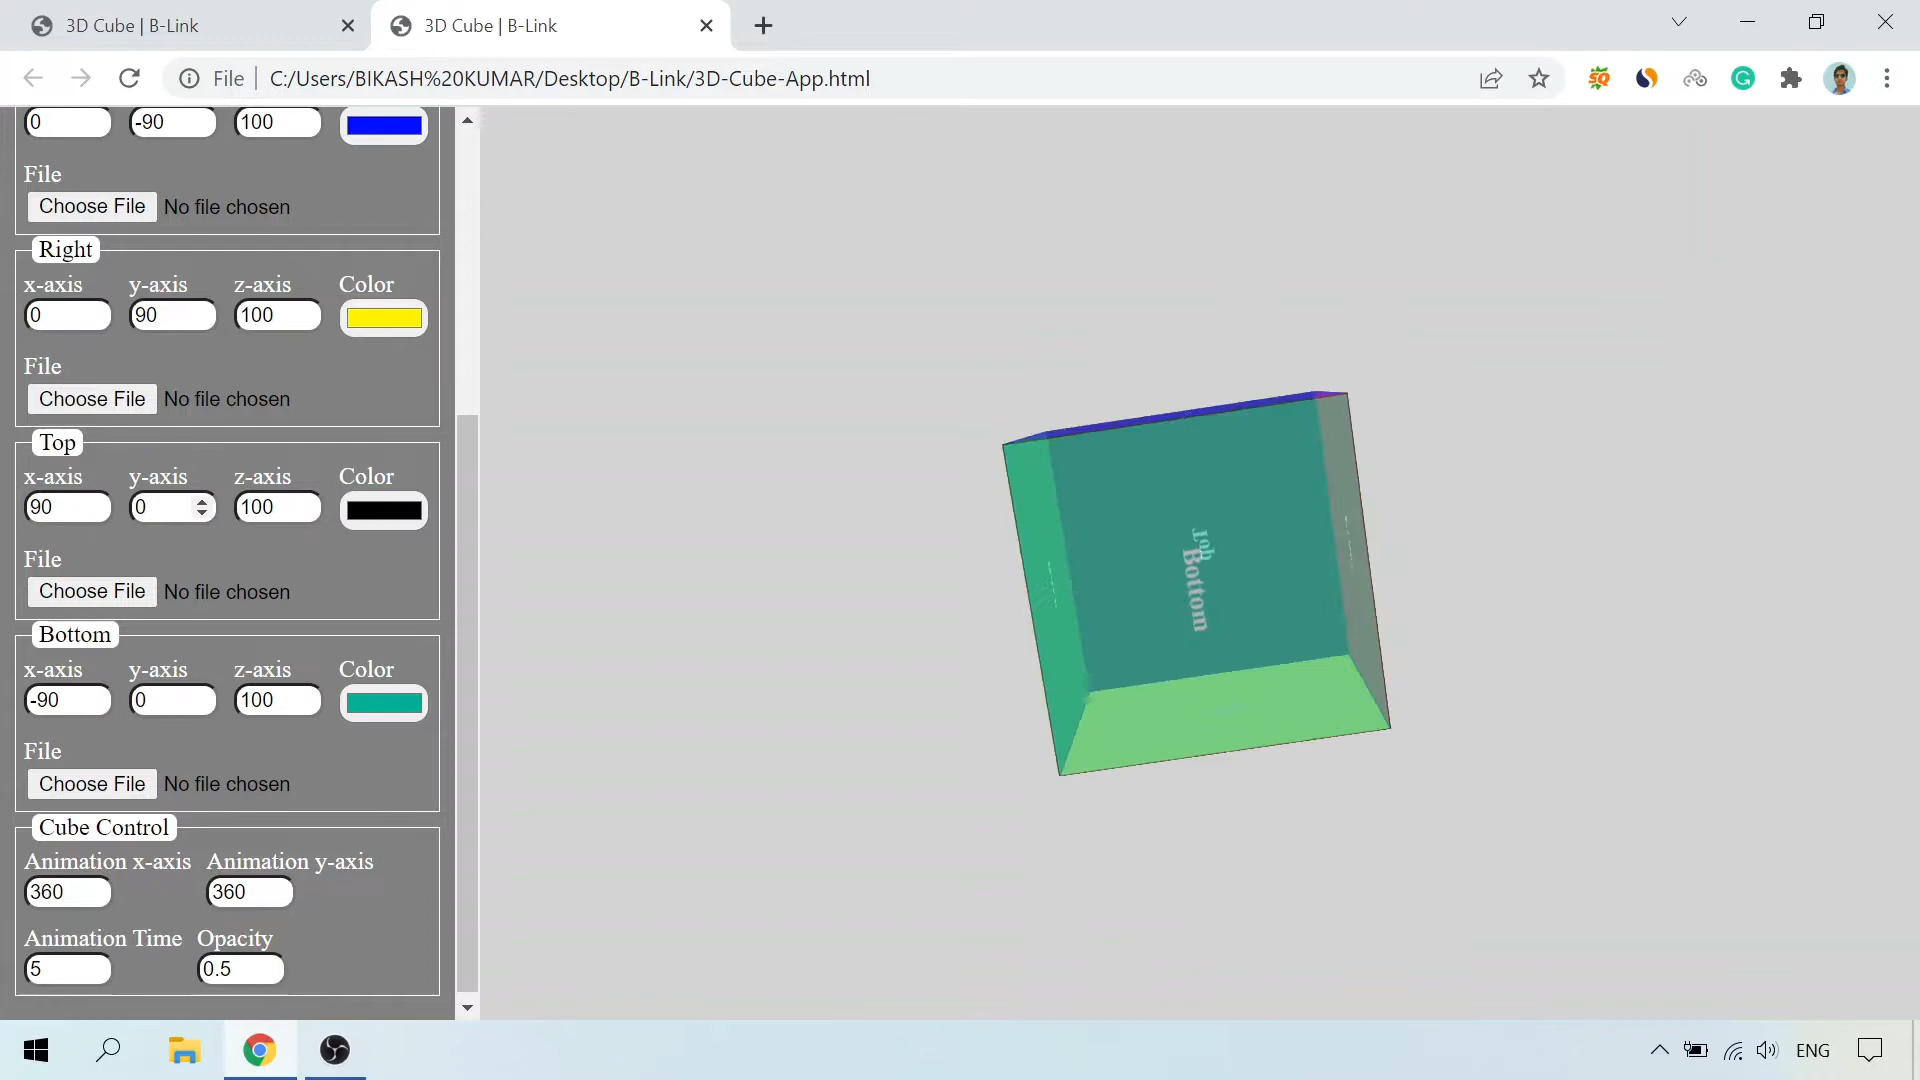 3D Cube | B-Link
3D Cube | B-Link
File
C:/Users/BIKASH%20KUMAR/Desktop/B-Link/3D-Cube-App.html
0 -90 100
File
Choose File No file chosen
Right
x-axis y-axis z-axis Color
0 90 100
File
Choose File No file chosen
Top
x-axis y-axis z-axis Color
90 0 100
File
Choose File No file chosen
Bottom
x-axis y-axis z-axis Color
-90 0 100
File
Choose File No file chosen
Cube Control
Animation x-axis Animation y-axis
360 360
Animation Time Opacity
5 0.5
Top
Bottom
ENG